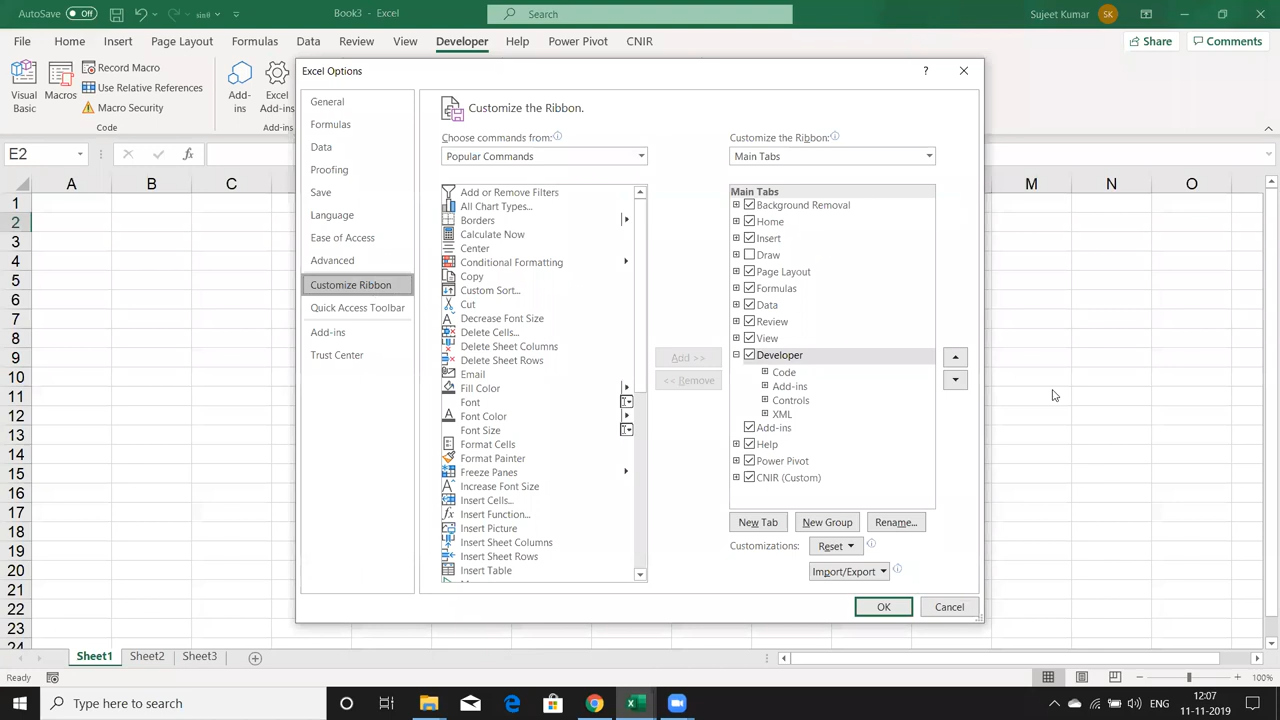 AutoSave Off sin Book3 - Excel Search Sujeet Kumar SK
File Home Insert Page Layout Formulas Data Review View Developer Help Power Pivot CNIR Share Comments
Visual Basic
Macros
Record Macro
Use Relative References
Macro Security
Code
Add-ins
Excel Add-ins
Add-ins
E2 fx
A B C M N O
1
2
3
4
5
6
7
8
9
10
11
12
13
14
15
16
17
18
19
20
21
22
23
24
Excel Options ?
General
Formulas
Data
Proofing
Save
Language
Ease of Access
Advanced
Customize Ribbon
Quick Access Toolbar
Add-ins
Trust Center
Customize the Ribbon.
Choose commands from:
Popular Commands
Add or Remove Filters
All Chart Types...
Borders
Calculate Now
Center
Conditional Formatting
Copy
Custom Sort...
Cut
Decrease Font Size
Delete Cells...
Delete Sheet Columns
Delete Sheet Rows
Email
Fill Color
Font
Font Color
Font Size
Format Cells
Format Painter
Freeze Panes
Increase Font Size
Insert Cells...
Insert Function...
Insert Picture
Insert Sheet Columns
Insert Sheet Rows
Insert Table
Add >>
<< Remove
Customize the Ribbon:
Main Tabs
Main Tabs
Background Removal
Home
Insert
Draw
Page Layout
Formulas
Data
Review
View
Developer
Code
Add-ins
Controls
XML
Add-ins
Help
Power Pivot
CNIR (Custom)
New Tab New Group Rename...
Customizations: Reset
Import/Export
OK Cancel
Sheet1 Sheet2 Sheet3
Ready 100%
Type here to search ENG 12:07
11-11-2019